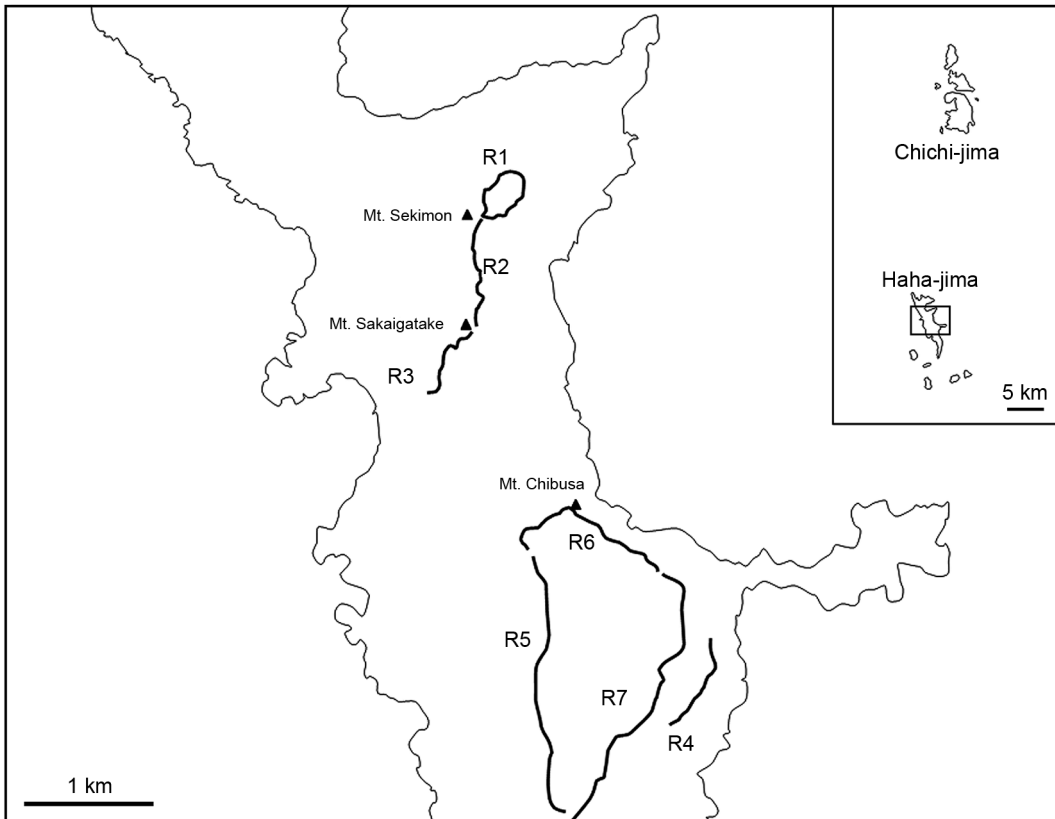 R1
Mt. Sekimon
R2
Mt. Sakaigatake
R3
Mt. Chibusa
R6
R5
R7
R4
1 km
Chichi-jima
Haha-jima
5 km